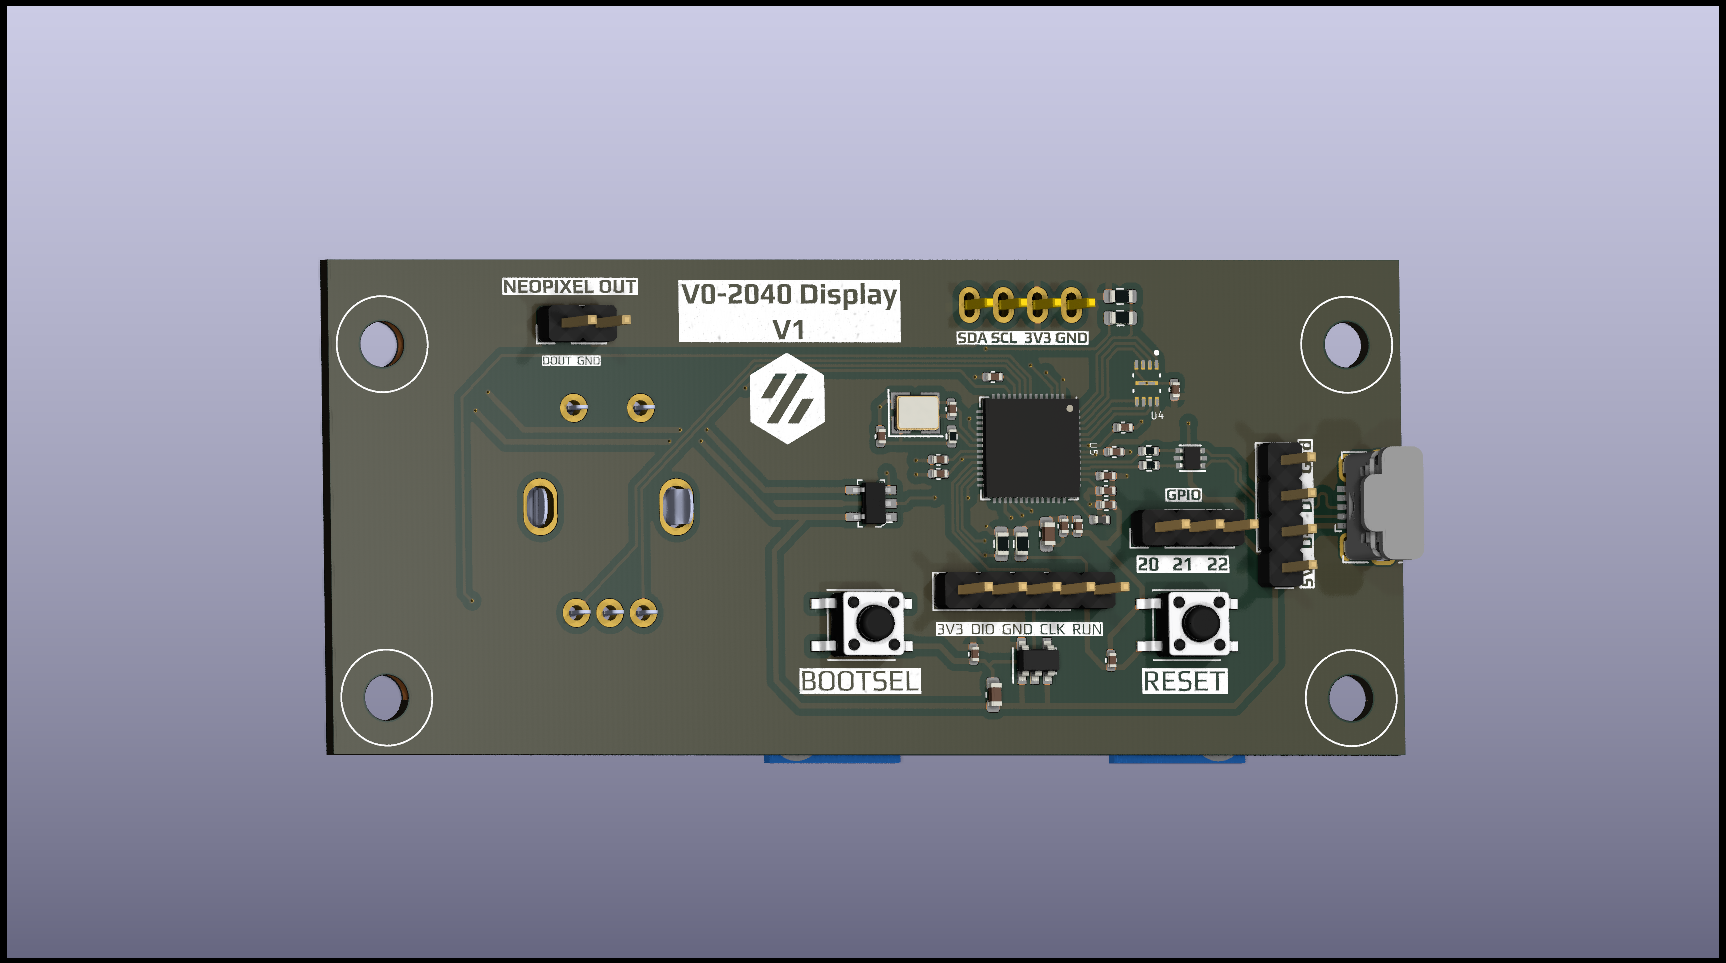 NEOPIXEL OUT
DOUT GND
V0-2040 Display
V1
SDA SCL 3V3 GND
U4
GPIO
20 21 22
3V3 DIO GND CLK RUN
BOOTSEL
RESET